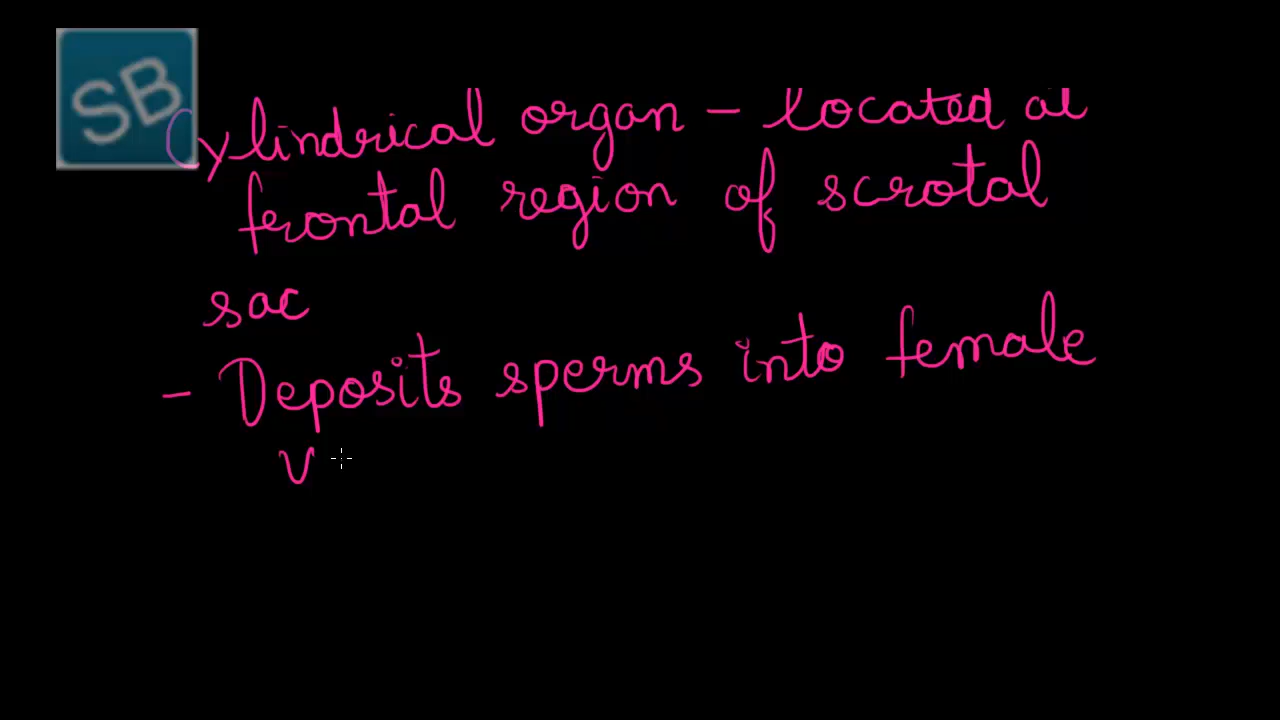 SB
Cylindrical organ - located at
frontal region of scrotal
sac
- Deposits sperms into female
v